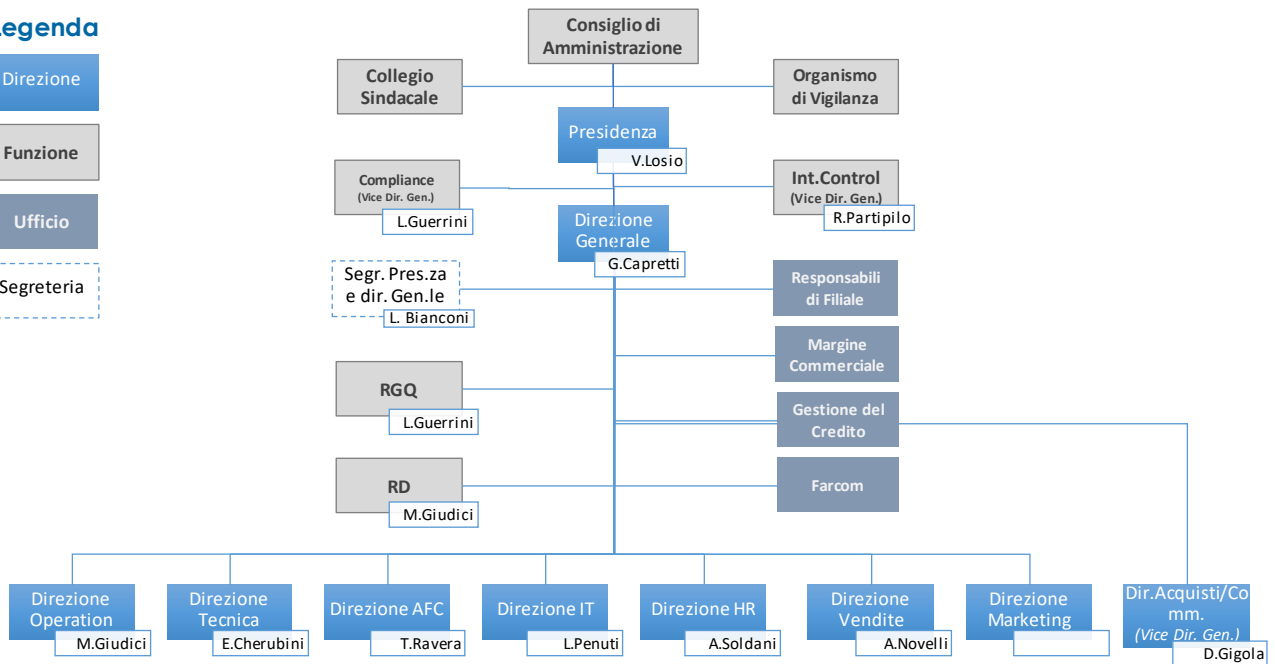 Legenda
Direzione
Funzione
Ufficio
Segreteria
Consiglio di
Amministrazione
Collegio
Sindacale
Organismo
di Vigilanza
Presidenza
V.Losio
Compliance
(Vice Dir. Gen.)
L.Guerrini
Int.Control
(Vice Dir. Gen.)
R.Partipilo
Direzione
Generale
G.Capretti
Segr. Pres.za
e dir. Gen.le
L. Bianconi
Responsabili
di Filiale
Margine
Commerciale
RGQ
L.Guerrini
Gestione del
Credito
RD
M.Giudici
Farcom
Direzione
Operation
M.Giudici
Direzione
Tecnica
E.Cherubini
Direzione AFC
T.Ravera
Direzione IT
L.Penuti
Direzione HR
A.Soldani
Direzione
Vendite
A.Novelli
Direzione
Marketing
Dir.Acquisti/Co
mm.
(Vice Dir. Gen.)
D.Gigola